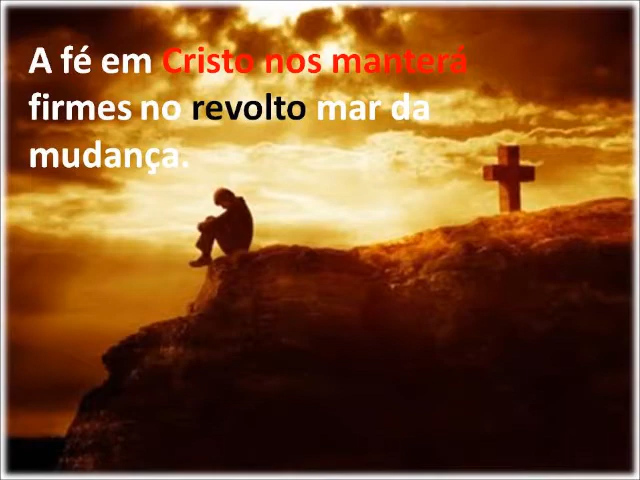 A fé em Cristo nos manterá
firmes no revolto mar da
mudança.